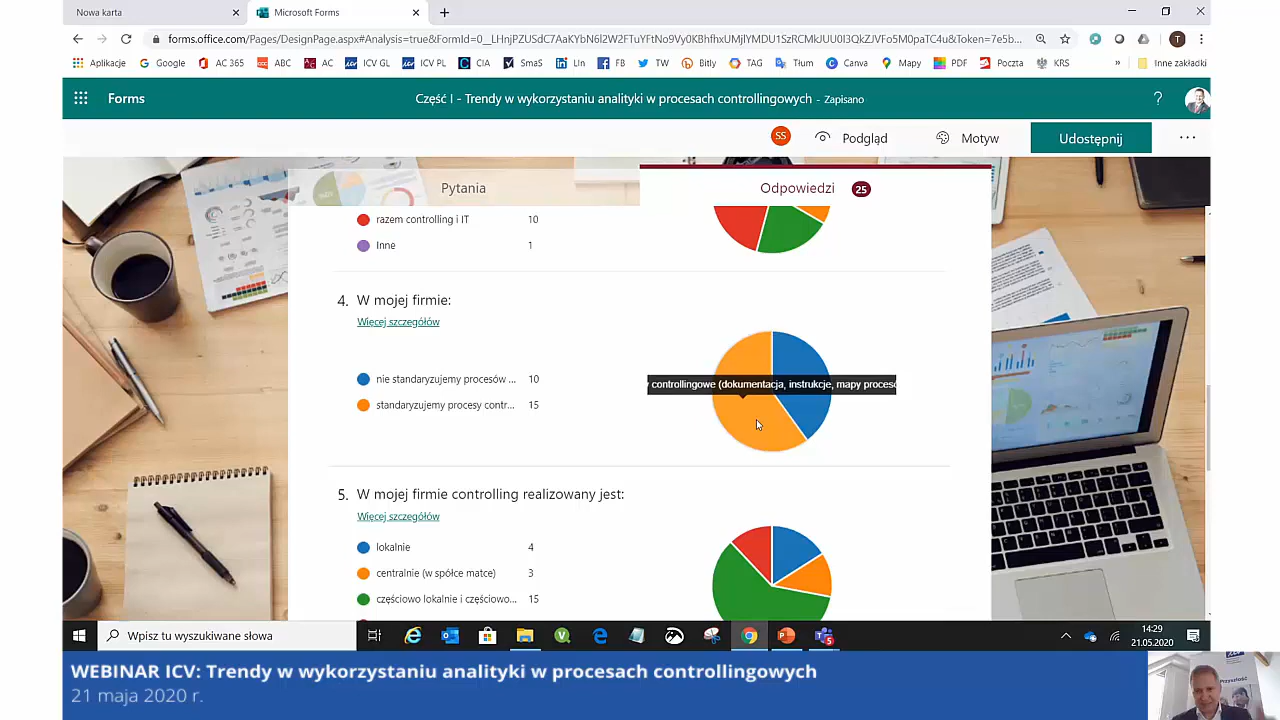 Nowa karta
Microsoft Forms
forms.office.com/Pages/DesignPage.aspx#Analysis=true&FormId=0__
Aplikacje
Google
AC 365
ABC
AC
ICV GL
ICV PL
CIA
SmaS
LIn
FB
TW
Bitly
TAG
Tłum
Canva
Mapy
PDF
Poczta
KRS
»
Inne zakładki
Forms
Część I - Trendy w wykorzystaniu analityki w procesach controllingowych - Zapisano
?
SS
Podgląd
Motyw
Udostępnij
Pytania
Odpowiedzi 25
razem controlling i IT 10
Inne 1
4. W mojej firmie:
Więcej szczegółów
nie standaryzujemy procesów ... 10
standaryzujemy procesy contr... 15
controllingowe (dokumentacja, instrukcje, mapy
5. W mojej firmie controlling realizowany jest:
Więcej szczegółów
lokalnie 4
centralnie (w spółce matce) 3
częściowo lokalnie i częściowo... 15
Wpisz tu wyszukiwane słowa
14:29
21.05.2020
WEBINAR ICV: Trendy w wykorzystaniu analityki w procesach controllingowych
21 maja 2020 r.